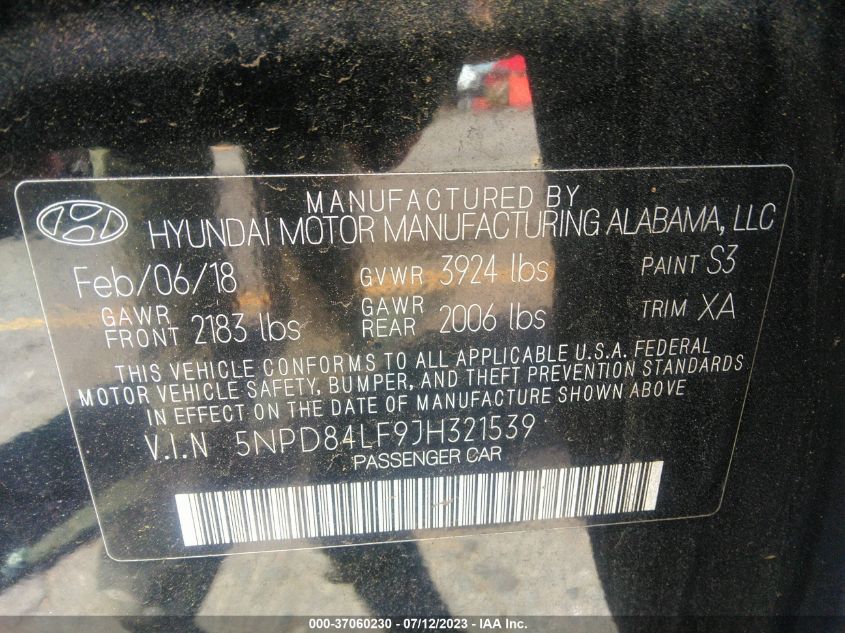 MANUFACTURED BY
HYUNDAI MOTOR MANUFACTURING ALABAMA, LLC
Feb/06/18 GVWR 3924 lbs PAINT S3
GAWR FRONT 2183 lbs GAWR REAR 2006 lbs TRIM XA
THIS VEHICLE CONFORMS TO ALL APPLICABLE U.S.A. FEDERAL
MOTOR VEHICLE SAFETY, BUMPER, AND THEFT PREVENTION STANDARDS
IN EFFECT ON THE DATE OF MANUFACTURE SHOWN ABOVE
V.I.N 5NPD84LF9JH321539
PASSENGER CAR
000-37060230 - 07/12/2023 - IAA Inc.